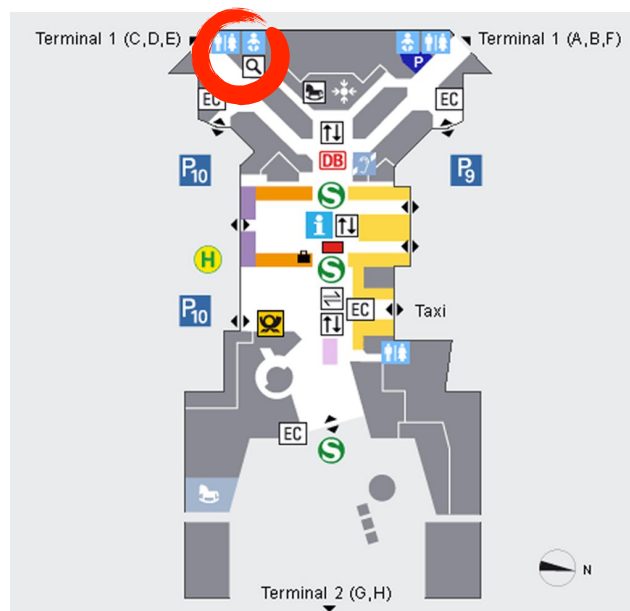 Terminal 1 (C,D,E)
Terminal 1 (A,B,F)
P
EC
EC
DB
P10
P9
S
i
H
S
P10
EC
Taxi
EC
S
N
Terminal 2 (G,H)